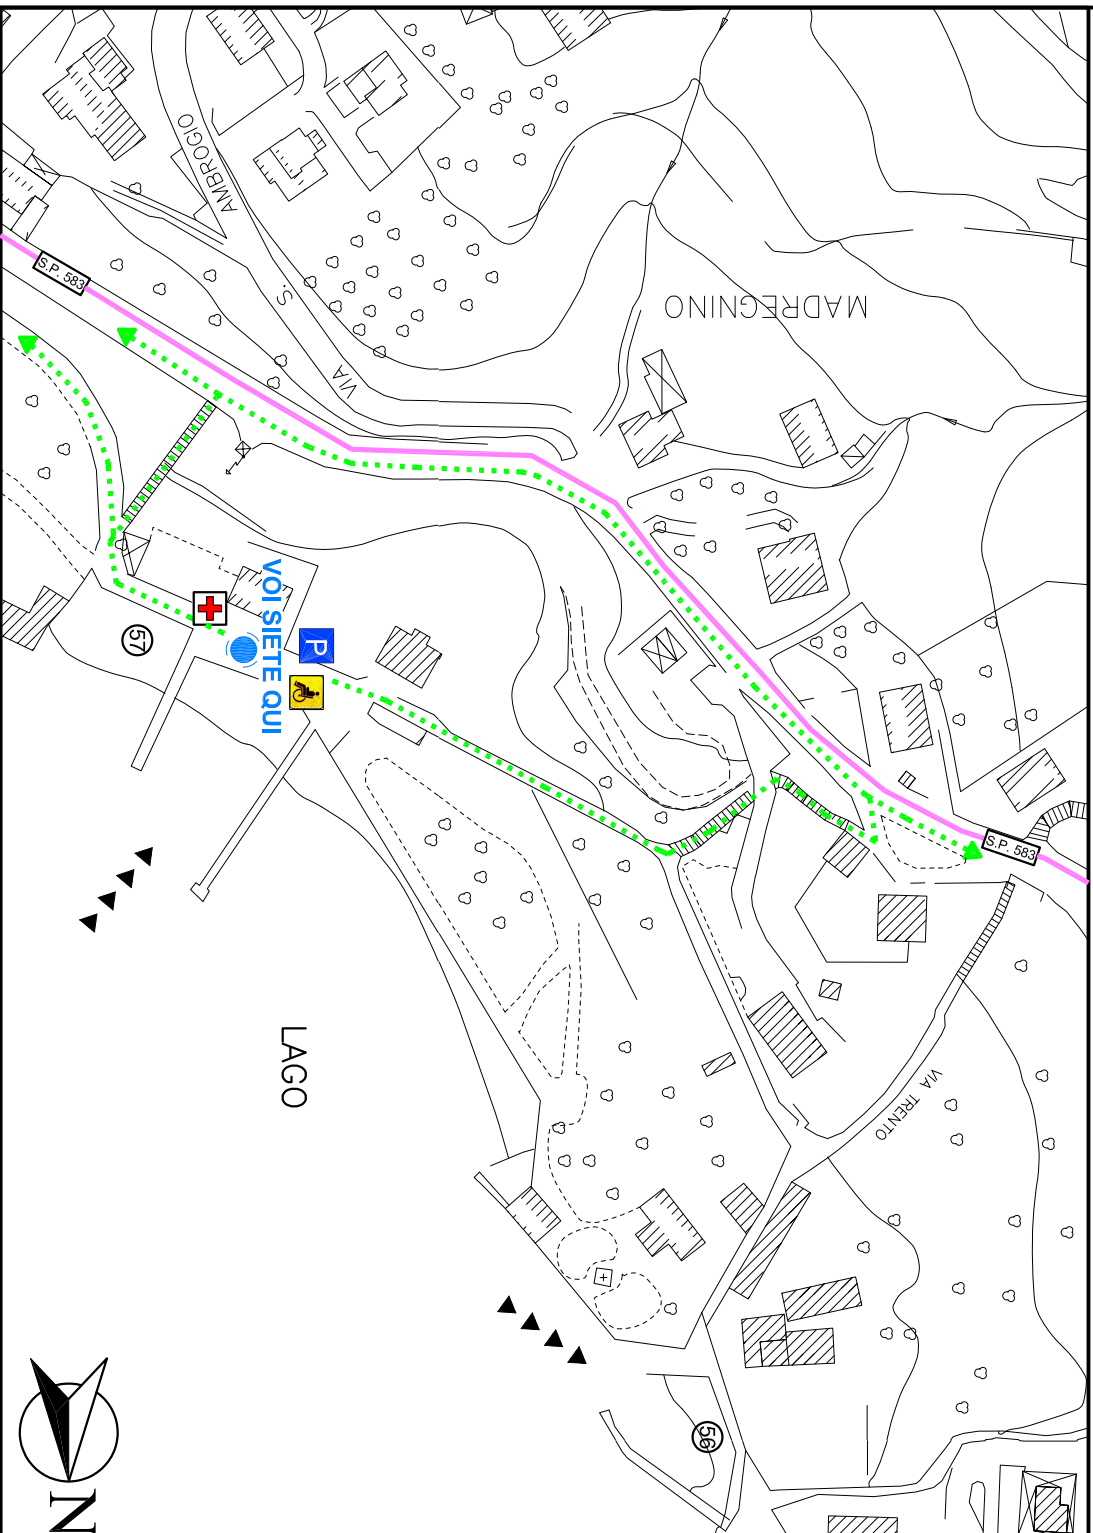 AMBROGIO
S.P. 583
S.
VIA
MADREGNINO
VOI SIETE QUI
P
57
S.P. 583
LAGO
VIA TRENTO
56
N